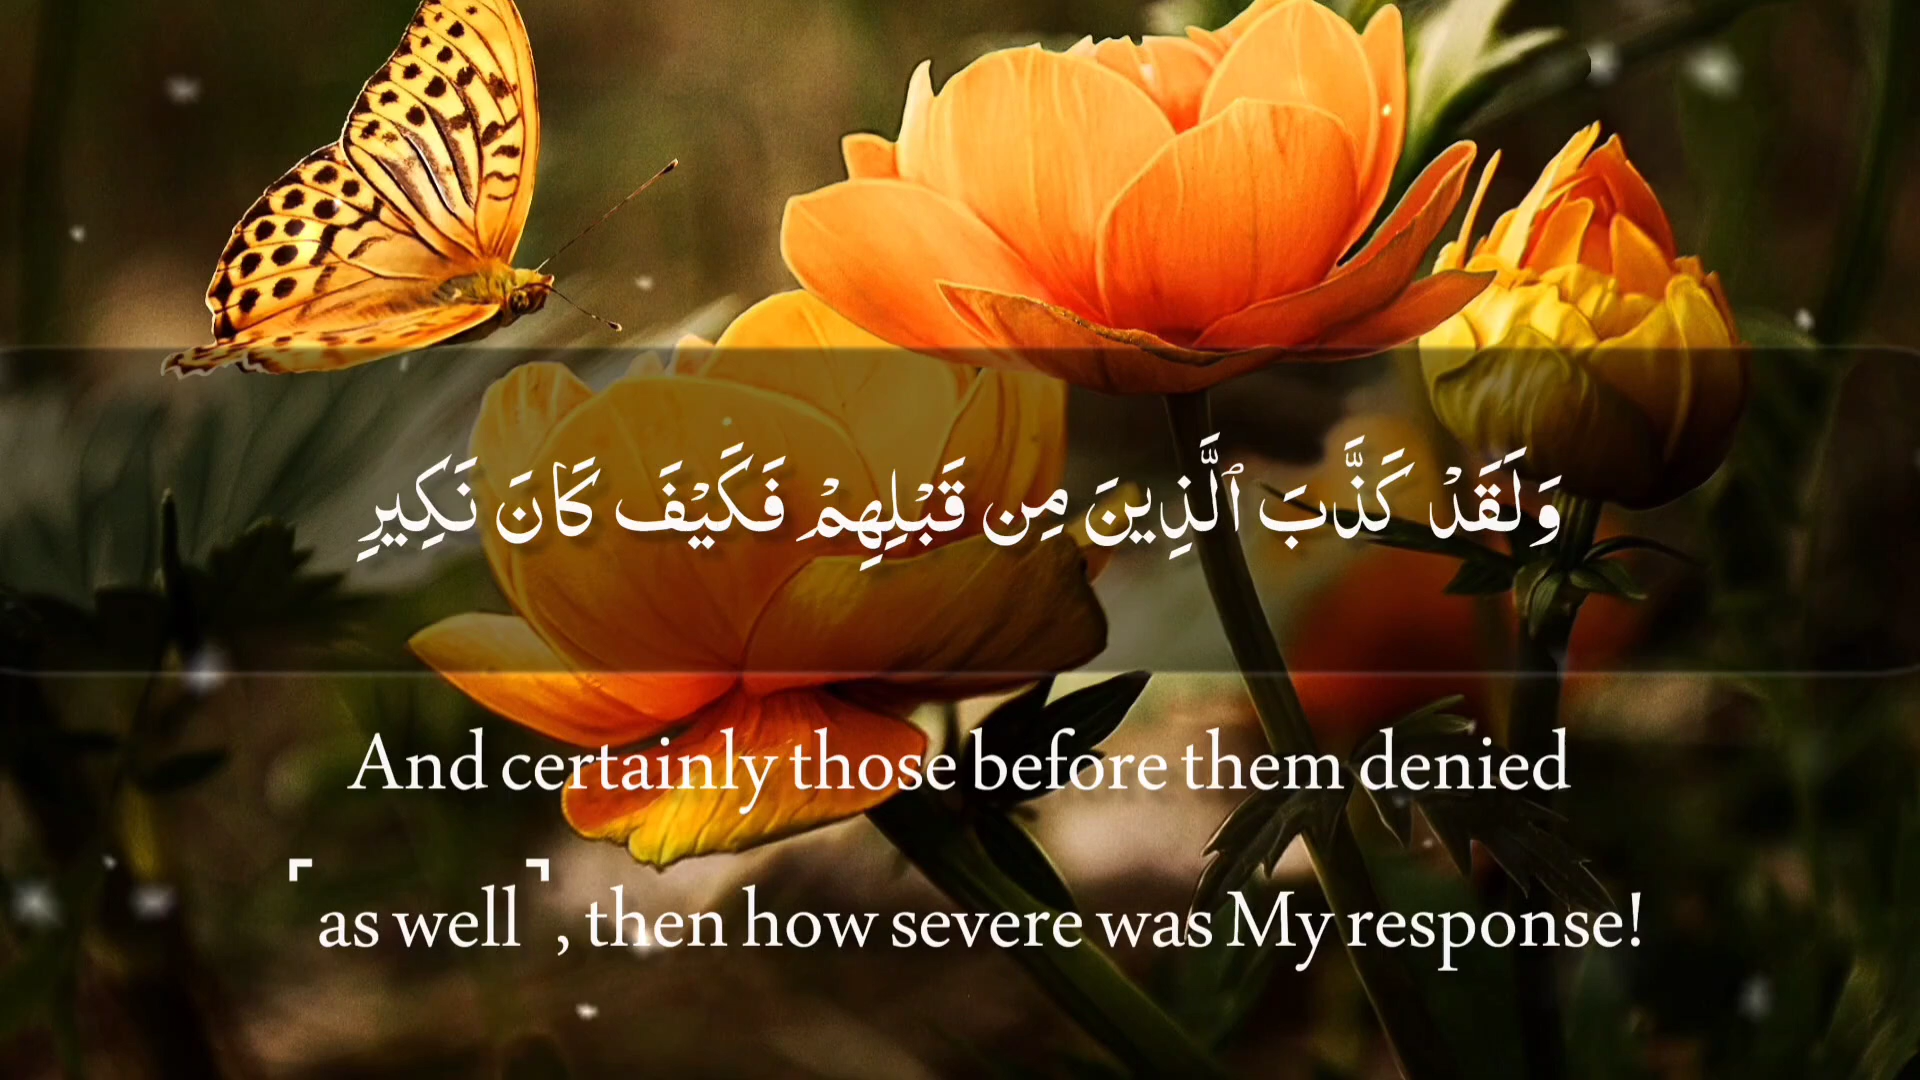 وَلَقَدْ كَذَّبَ ٱلَّذِينَ مِن قَبْلِهِمْ فَكَيْفَ كَانَ نَكِيرِ
And certainly those before them denied
⌜as well⌝, then how severe was My response!